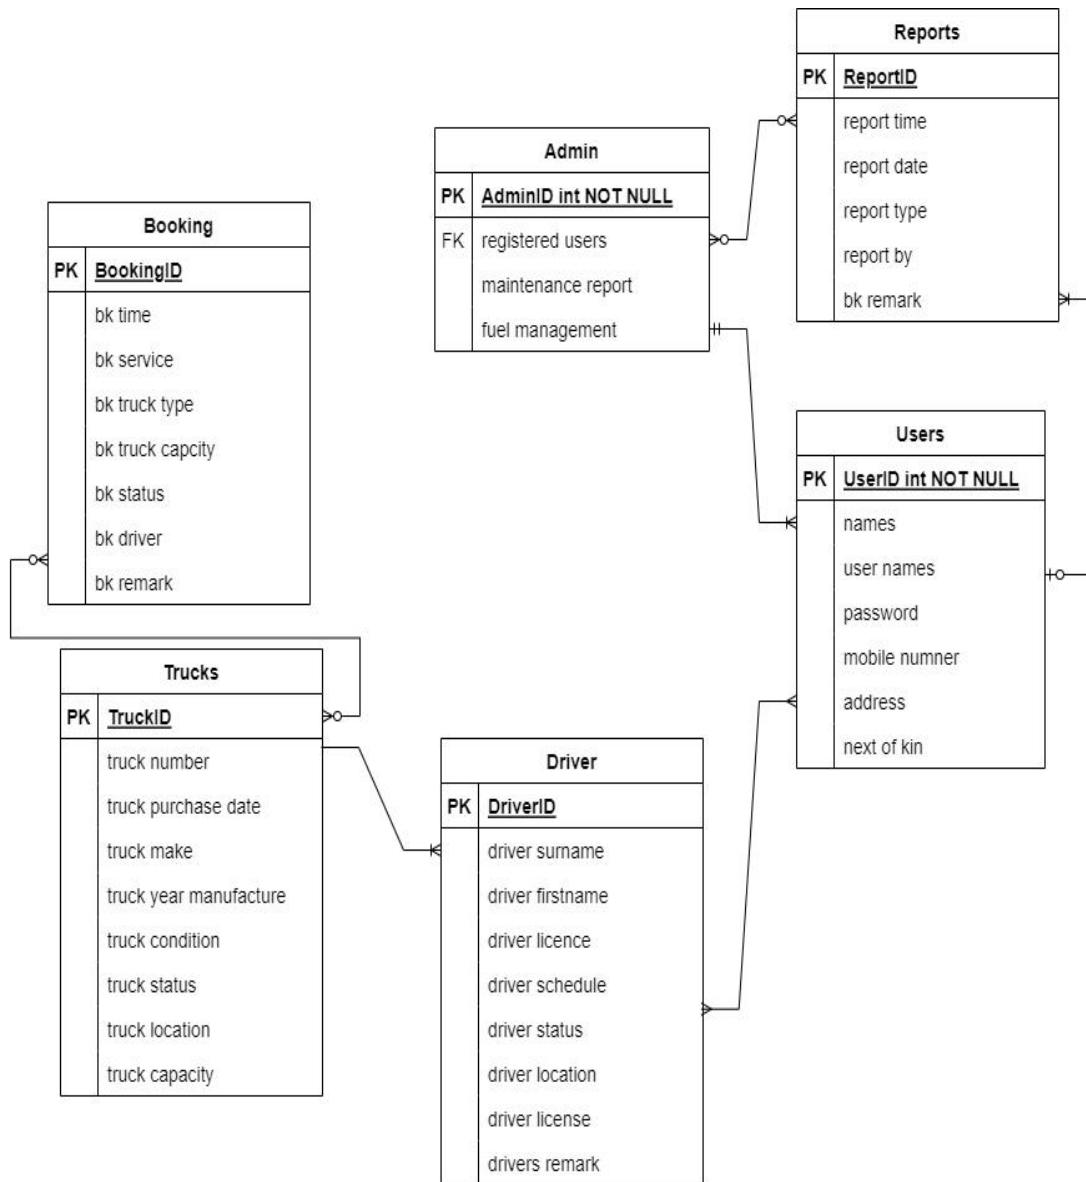 Reports
PK ReportID
report time
report date
report type
report by
bk remark
Admin
PK AdminID int NOT NULL
FK registered users
maintenance report
fuel management
Booking
PK BookingID
bk time
bk service
bk truck type
bk truck capcity
bk status
bk driver
bk remark
Users
PK UserID int NOT NULL
names
user names
password
mobile numner
address
next of kin
Trucks
PK TruckID
truck number
truck purchase date
truck make
truck year manufacture
truck condition
truck status
truck location
truck capacity
Driver
PK DriverID
driver surname
driver firstname
driver licence
driver schedule
driver status
driver location
driver license
drivers remark